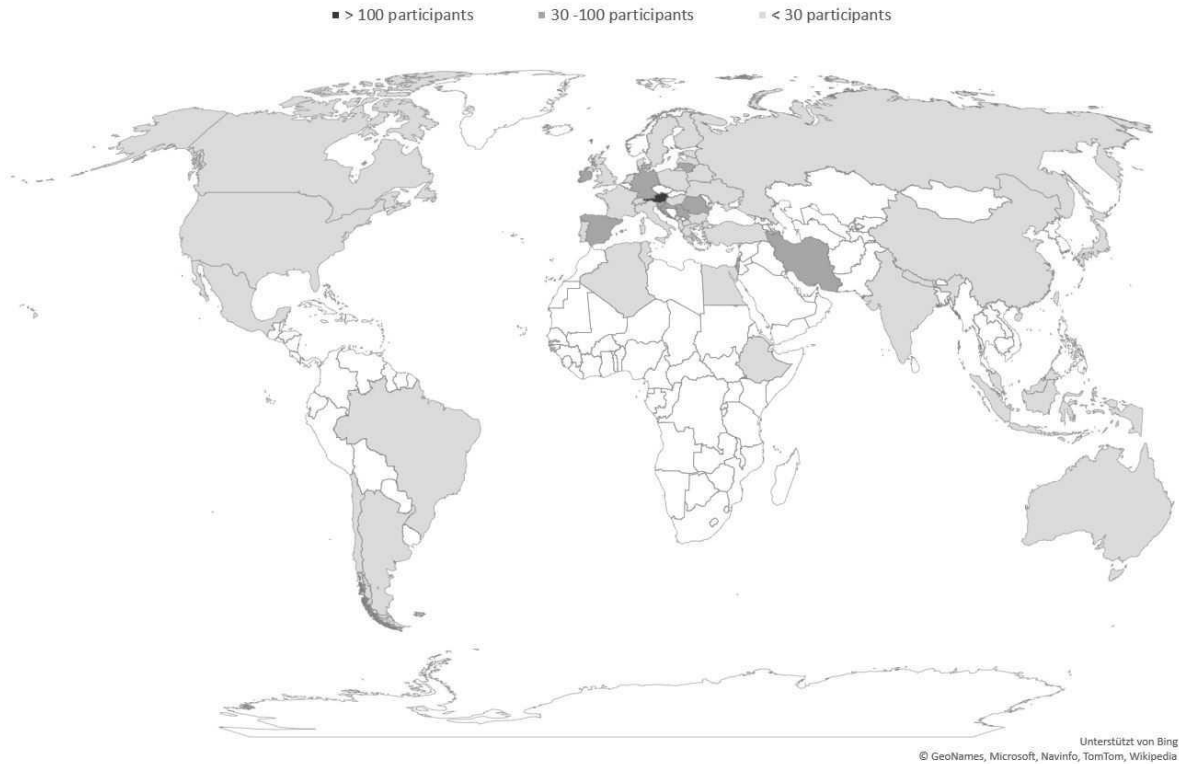 > 100 participants 30 -100 participants < 30 participants
Unterstützt von Bing
© GeoNames, Microsoft, Navinfo, TomTom, Wikipedia